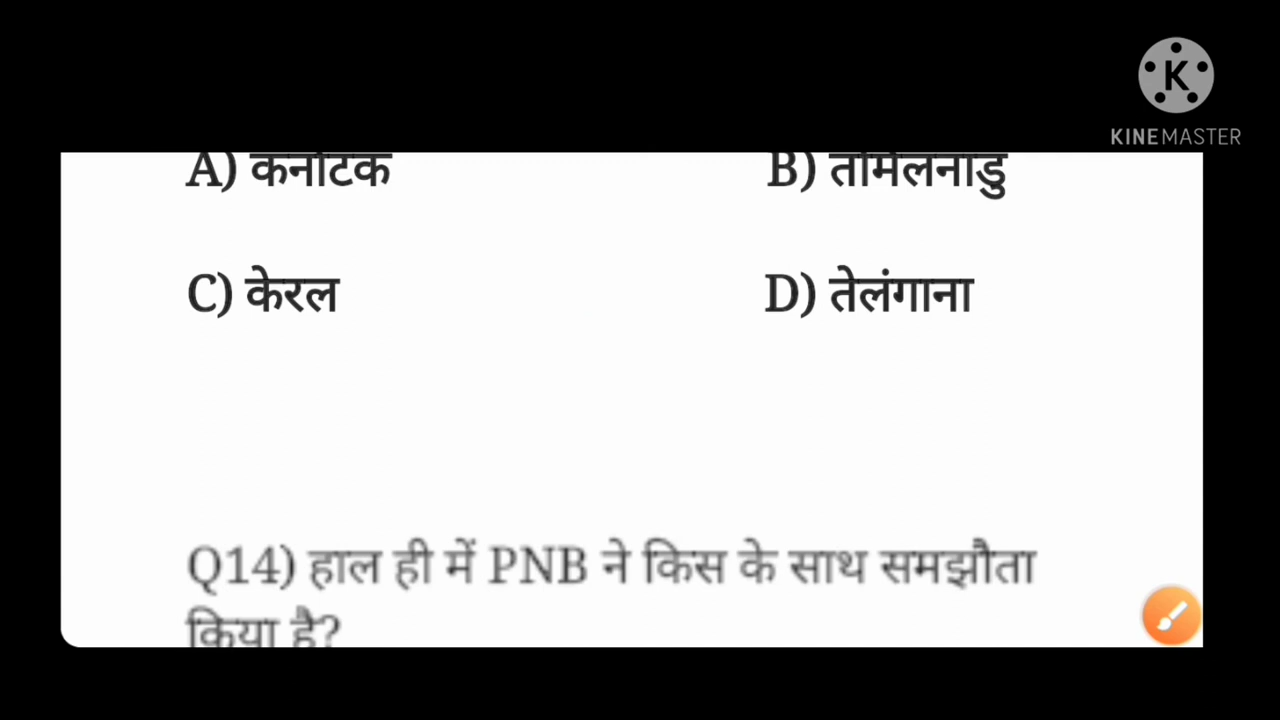 K
KINEMASTER
A) कर्नाटक B) तमिलनाडु
C) केरल D) तेलंगाना
Q14) हाल ही में PNB ने किस के साथ समझौता
किया है?